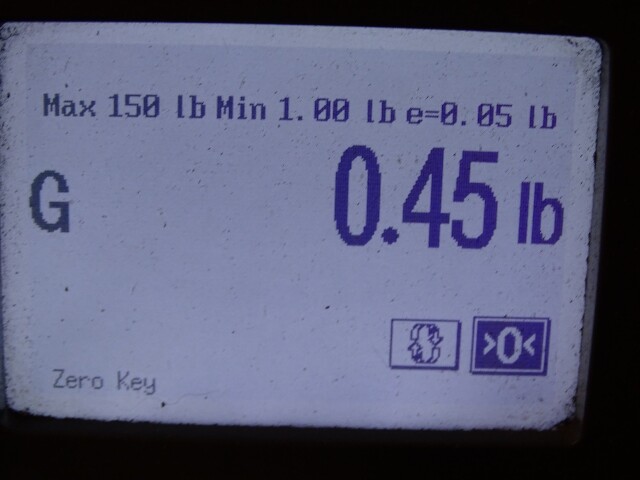 Max 150 lb Min 1.00 lb e=0.05 lb
G 0.45 lb
>0<
Zero Key